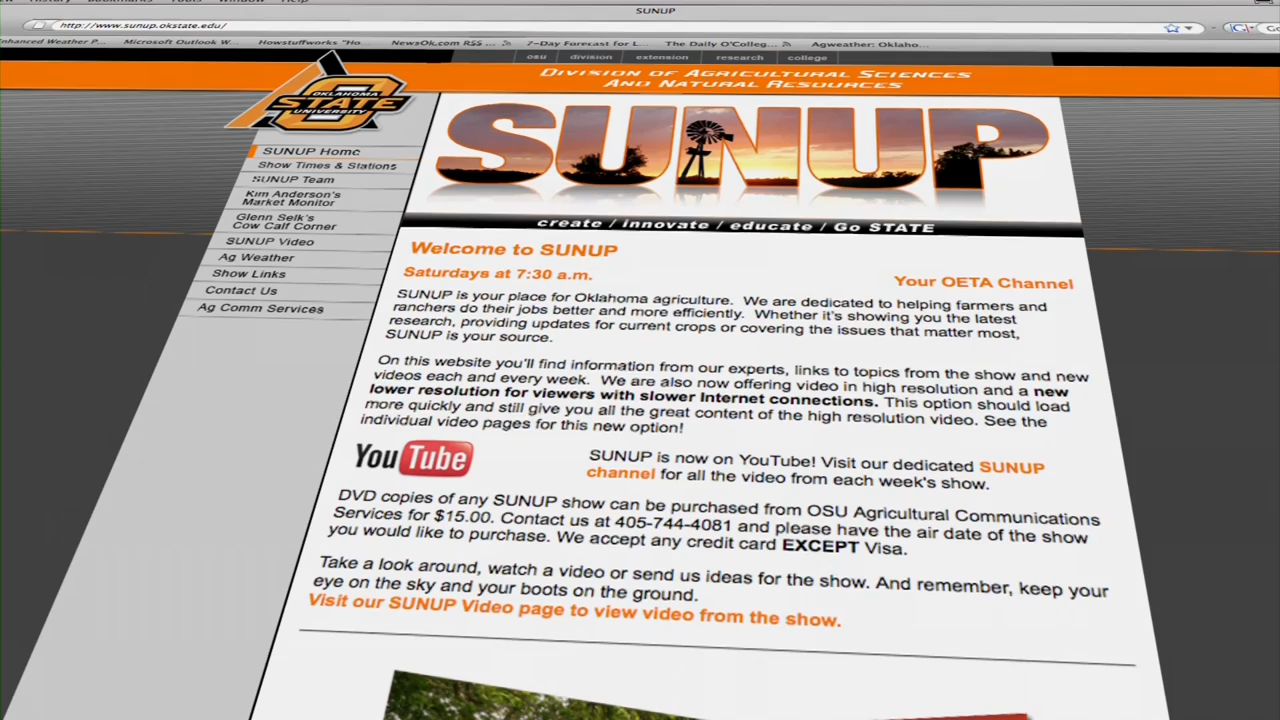 History Bookmarks Tools Window Help
SUNUP
http://www.sunup.okstate.edu/
Enhanced Weather P... Microsoft Outlook W... Howstuffworks "Ho... NewsOk.com RSS ... 7-Day Forecast for L... The Daily O'Colleg... Agweather: Oklaho...
osu division extension research college
DIVISION OF AGRICULTURAL SCIENCES
AND NATURAL RESOURCES
OKLAHOMA
STATE
UNIVERSITY
SUNUP
create / innovate / educate / Go STATE
SUNUP Home
Show Times & Stations
SUNUP Team
Kim Anderson's
Market Monitor
Glenn Selk's
Cow Calf Corner
SUNUP Video
Ag Weather
Show Links
Contact Us
Ag Comm Services
Welcome to SUNUP
Saturdays at 7:30 a.m. Your OETA Channel
SUNUP is your place for Oklahoma agriculture. We are dedicated to helping farmers and
ranchers do their jobs better and more efficiently. Whether it's showing you the latest
research, providing updates for current crops or covering the issues that matter most,
SUNUP is your source.
On this website you'll find information from our experts, links to topics from the show and new
videos each and every week. We are also now offering video in high resolution and a new
lower resolution for viewers with slower Internet connections. This option should load
more quickly and still give you all the great content of the high resolution video. See the
individual video pages for this new option!
YouTube
SUNUP is now on YouTube! Visit our dedicated SUNUP
channel for all the video from each week's show.
DVD copies of any SUNUP show can be purchased from OSU Agricultural Communications
Services for $15.00. Contact us at 405-744-4081 and please have the air date of the show
you would like to purchase. We accept any credit card EXCEPT Visa.
Take a look around, watch a video or send us ideas for the show. And remember, keep your
eye on the sky and your boots on the ground.
Visit our SUNUP Video page to view video from the show.